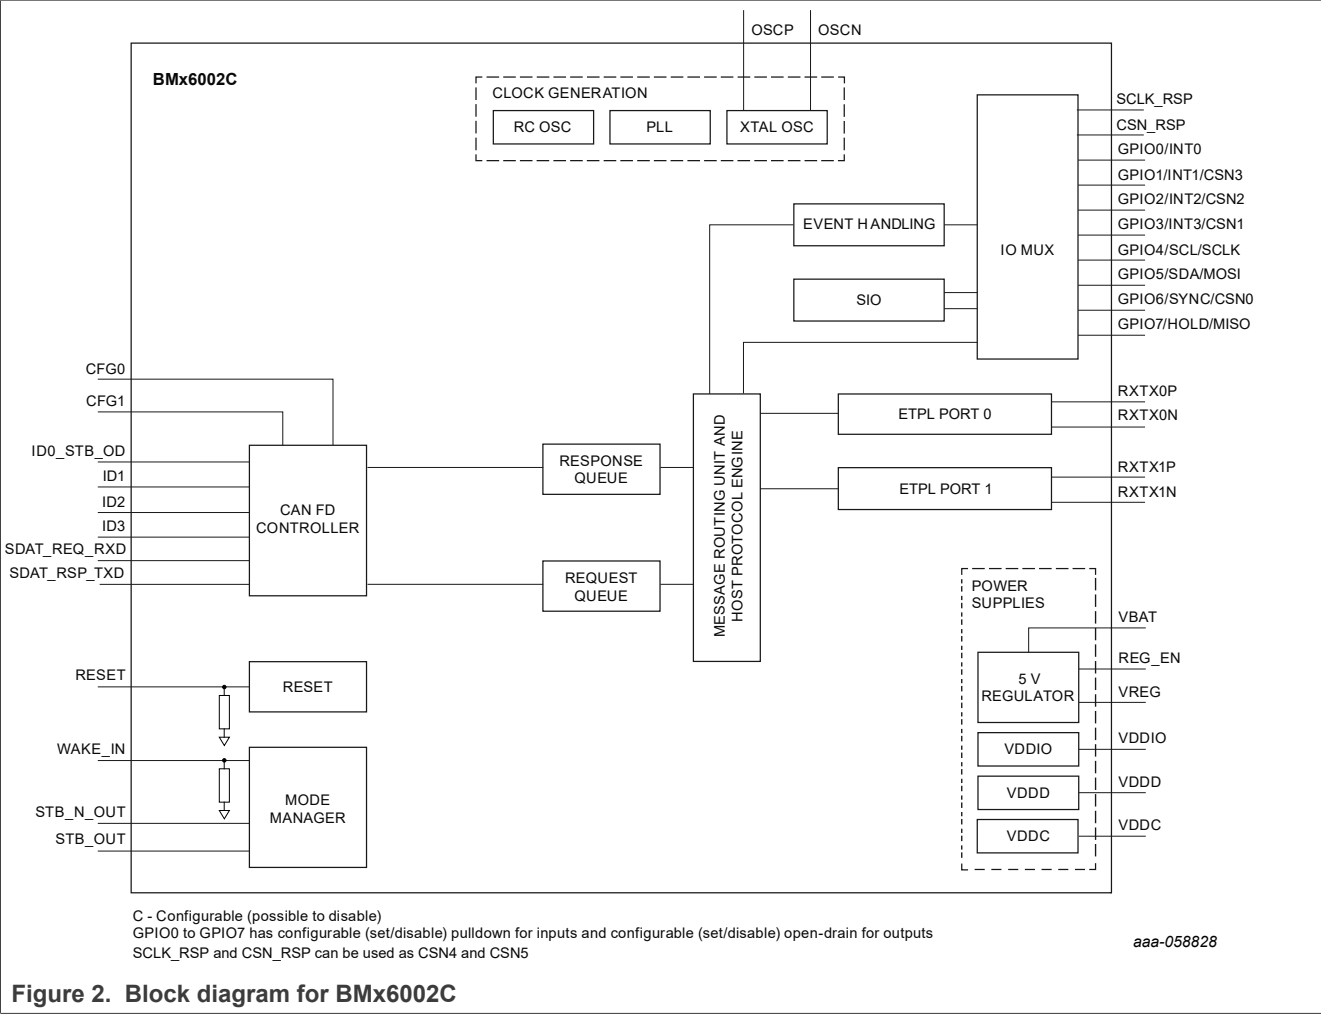 OSCP
OSCN
BMx6002C
CLOCK GENERATION
RC OSC
PLL
XTAL OSC
SCLK_RSP
CSN_RSP
GPIO0/INT0
GPIO1/INT1/CSN3
GPIO2/INT2/CSN2
GPIO3/INT3/CSN1
GPIO4/SCL/SCLK
GPIO5/SDA/MOSI
GPIO6/SYNC/CSN0
GPIO7/HOLD/MISO
EVENT HANDLING
IO MUX
SIO
CFG0
CFG1
ID0_STB_OD
ID1
ID2
ID3
SDAT_REQ_RXD
SDAT_RSP_TXD
CAN FD
CONTROLLER
RESPONSE
QUEUE
REQUEST
QUEUE
MESSAGE ROUTING UNIT AND
HOST PROTOCOL ENGINE
ETPL PORT 0
RXTX0P
RXTX0N
ETPL PORT 1
RXTX1P
RXTX1N
POWER
SUPPLIES
VBAT
REG_EN
5 V
REGULATOR
VREG
VDDIO
VDDIO
VDDD
VDDD
VDDC
VDDC
RESET
RESET
WAKE_IN
STB_N_OUT
STB_OUT
MODE
MANAGER
C - Configurable (possible to disable)
GPIO0 to GPIO7 has configurable (set/disable) pulldown for inputs and configurable (set/disable) open-drain for outputs
SCLK_RSP and CSN_RSP can be used as CSN4 and CSN5
aaa-058828
Figure 2. Block diagram for BMx6002C